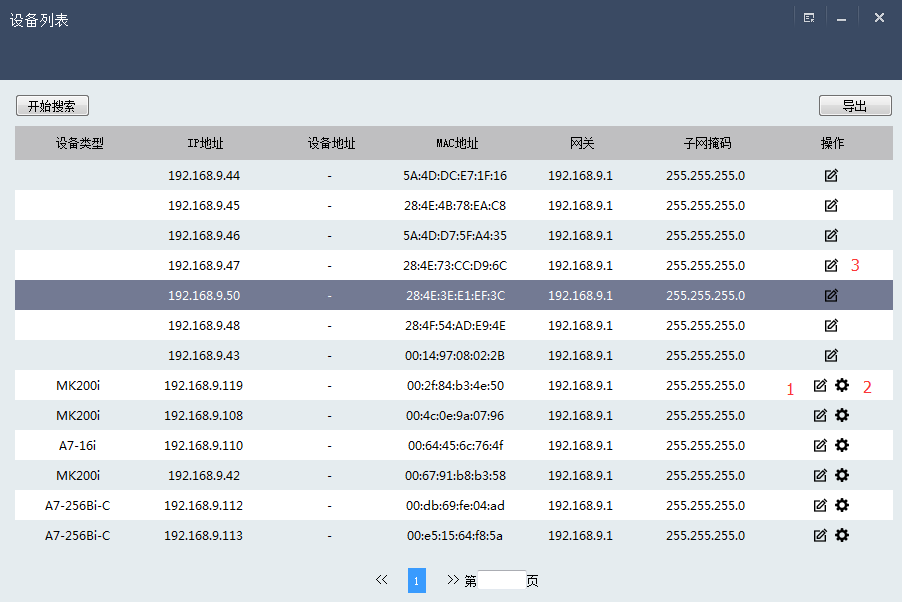 设备列表
开始搜索 导出
设备类型 IP地址 设备地址 MAC地址 网关 子网掩码 操作
192.168.9.44 - 5A:4D:DC:E7:1F:16 192.168.9.1 255.255.255.0
192.168.9.45 - 28:4E:4B:78:EA:C8 192.168.9.1 255.255.255.0
192.168.9.46 - 5A:4D:D7:5F:A4:35 192.168.9.1 255.255.255.0
192.168.9.47 - 28:4E:73:CC:D9:6C 192.168.9.1 255.255.255.0 3
192.168.9.50 - 28:4E:3E:E1:EF:3C 192.168.9.1 255.255.255.0
192.168.9.48 - 28:4F:54:AD:E9:4E 192.168.9.1 255.255.255.0
192.168.9.43 - 00:14:97:08:02:2B 192.168.9.1 255.255.255.0
MK200i 192.168.9.119 - 00:2f:84:b3:4e:50 192.168.9.1 255.255.255.0 1 2
MK200i 192.168.9.108 - 00:4c:0e:9a:07:96 192.168.9.1 255.255.255.0
A7-16i 192.168.9.110 - 00:64:45:6c:76:4f 192.168.9.1 255.255.255.0
MK200i 192.168.9.42 - 00:67:91:b8:b3:58 192.168.9.1 255.255.255.0
A7-256Bi-C 192.168.9.112 - 00:db:69:fe:04:ad 192.168.9.1 255.255.255.0
A7-256Bi-C 192.168.9.113 - 00:e5:15:64:f8:5a 192.168.9.1 255.255.255.0
<< 1 >> 第 页